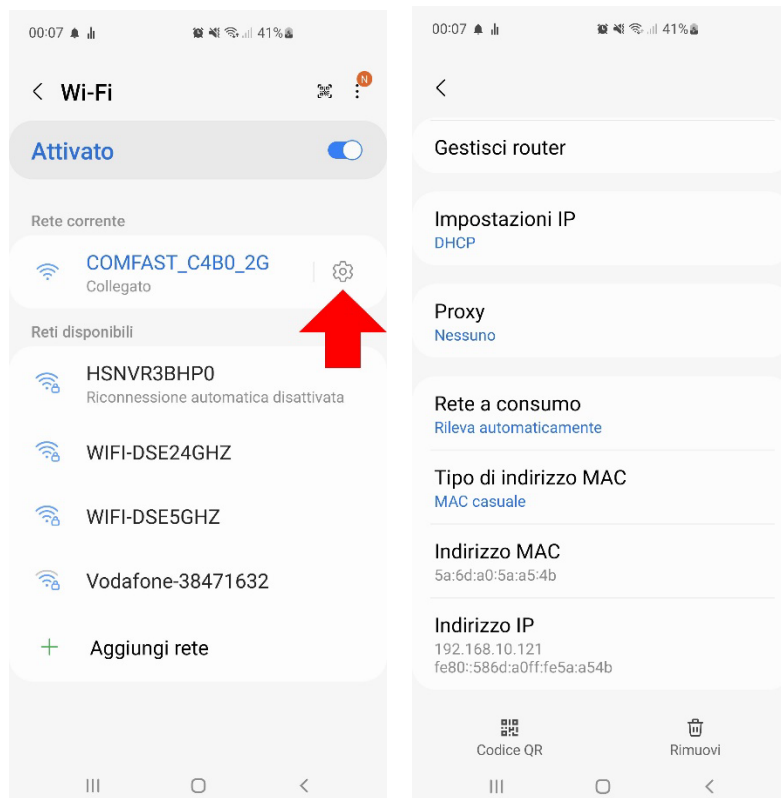 00:07 41%
Wi-Fi
N
Attivato
Rete corrente
COMFAST_C4B0_2G
Collegato
Reti disponibili
HSNVR3BHP0
Riconnessione automatica disattivata
WIFI-DSE24GHZ
WIFI-DSE5GHZ
Vodafone-38471632
Aggiungi rete
00:07 41%
Gestisci router
Impostazioni IP
DHCP
Proxy
Nessuno
Rete a consumo
Rileva automaticamente
Tipo di indirizzo MAC
MAC casuale
Indirizzo MAC
5a:6d:a0:5a:a5:4b
Indirizzo IP
192.168.10.121
fe80::586d:a0ff:fe5a:a54b
Codice QR Rimuovi